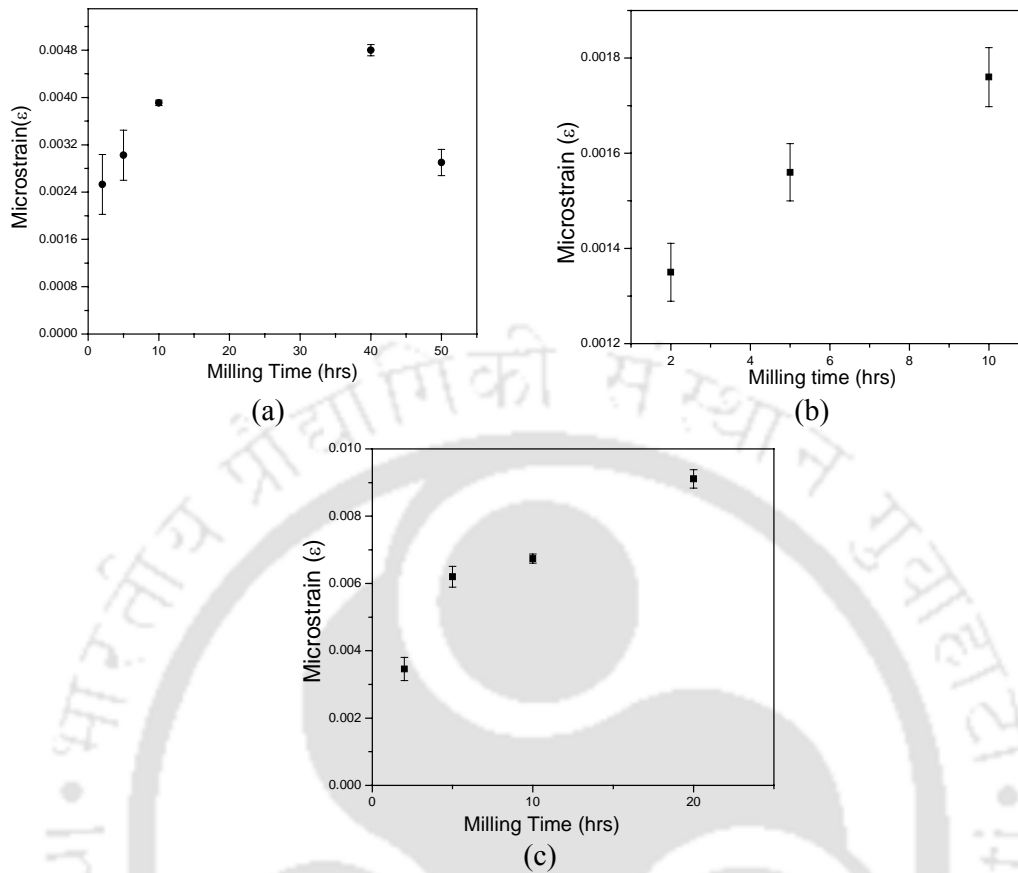 0.0048
0.0040
0.0032
0.0024
0.0016
0.0008
0.0000
Microstrain(ε)
0 10 20 30 40 50
Milling Time (hrs)
(a)
0.0018
0.0016
0.0014
0.0012
Microstrain (ε)
2 4 6 8 10
Milling time (hrs)
(b)
0.010
0.008
0.006
0.004
0.002
0.000
Microstrain (ε)
0 10 20
Milling Time (hrs)
(c)
भारतीय प्रौद्योगिकी संस्थान गुवाहाटी